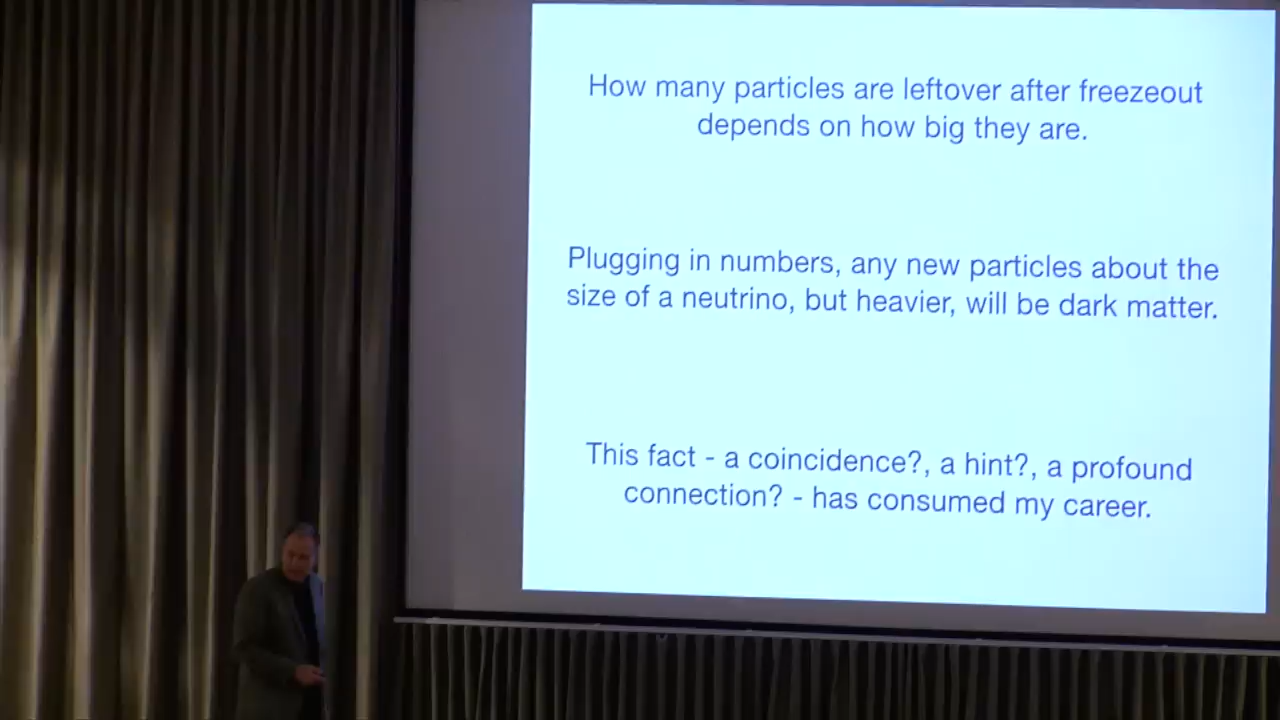 How many particles are leftover after freezeout
depends on how big they are.
Plugging in numbers, any new particles about the
size of a neutrino, but heavier, will be dark matter.
This fact - a coincidence?, a hint?, a profound
connection? - has consumed my career.